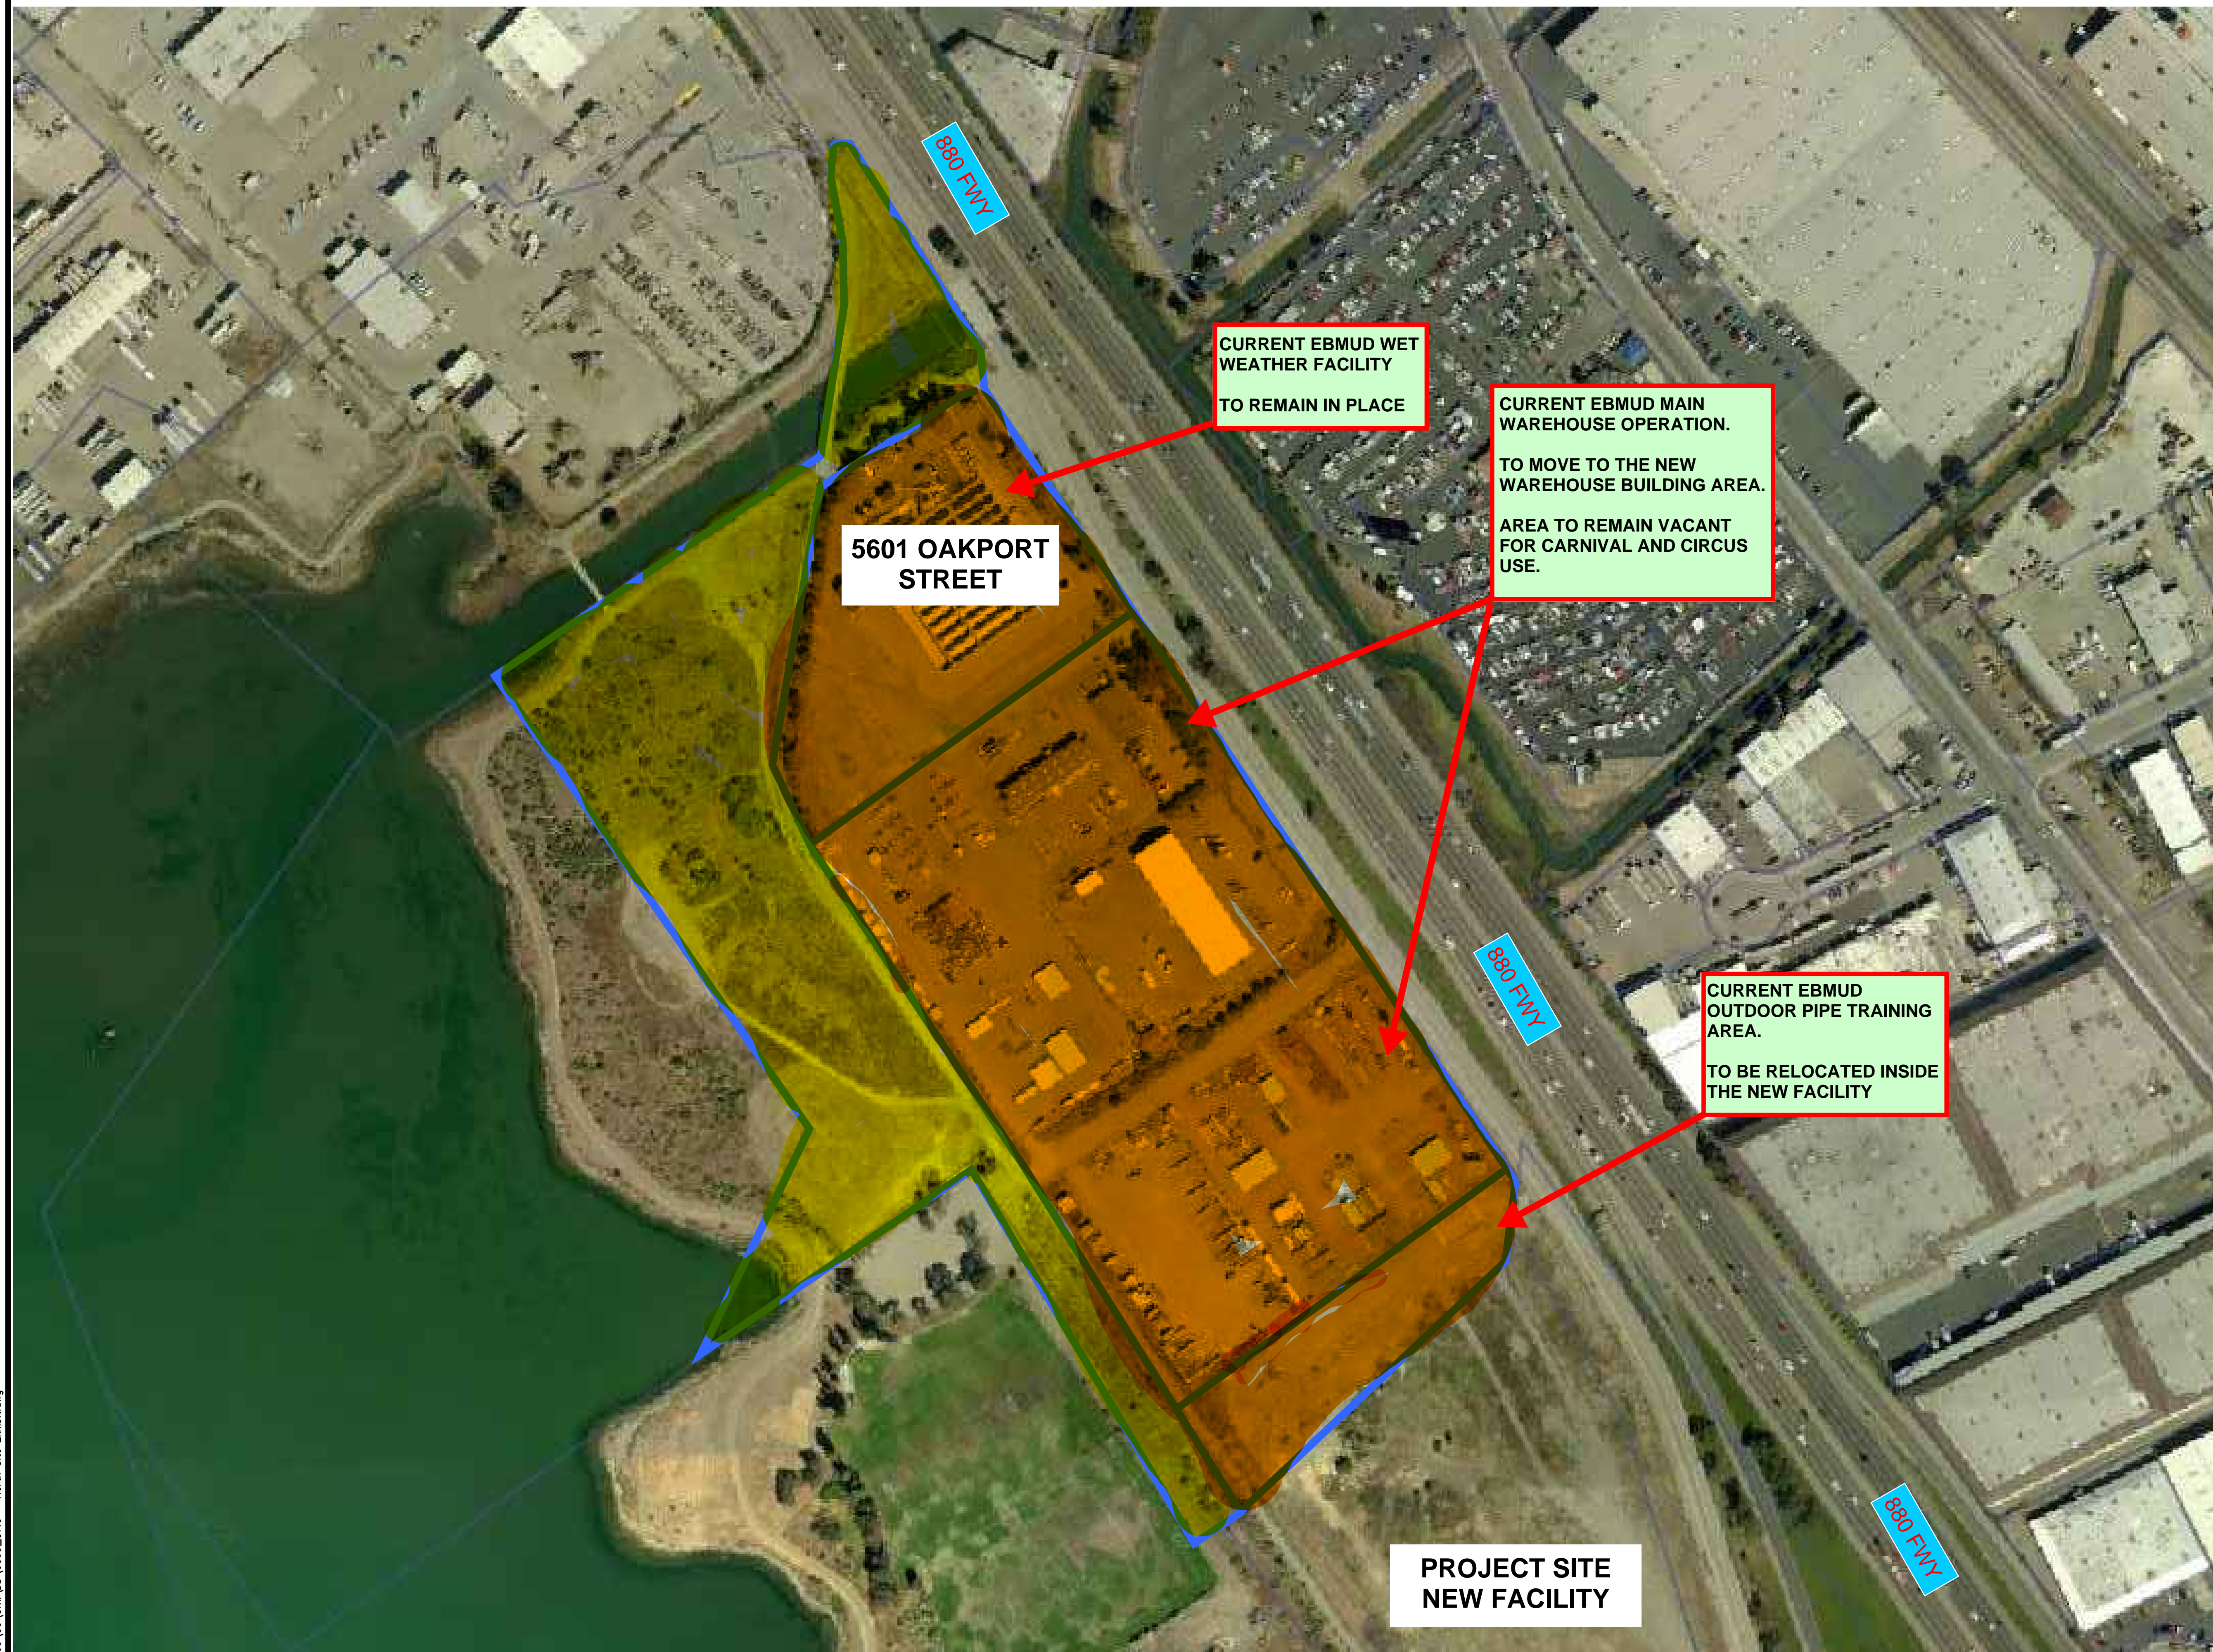 880 FWY
CURRENT EBMUD WET
WEATHER FACILITY
TO REMAIN IN PLACE
CURRENT EBMUD MAIN
WAREHOUSE OPERATION.
TO MOVE TO THE NEW
WAREHOUSE BUILDING AREA.
AREA TO REMAIN VACANT
FOR CARNIVAL AND CIRCUS
USE.
5601 OAKPORT
STREET
880 FWY
CURRENT EBMUD
OUTDOOR PIPE TRAINING
AREA.
TO BE RELOCATED INSIDE
THE NEW FACILITY
880 FWY
PROJECT SITE
NEW FACILITY